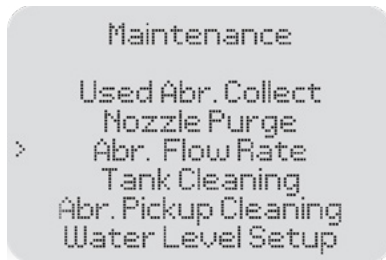 Maintenance
Used Abr. Collect
Nozzle Purge
> Abr. Flow Rate
Tank Cleaning
Abr. Pickup Cleaning
Water Level Setup